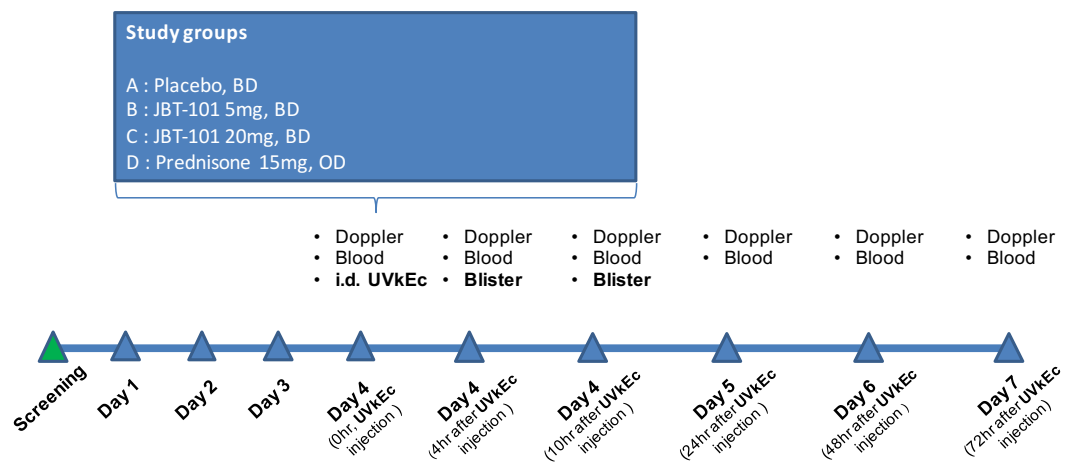 Study groups
A : Placebo, BD
B : JBT-101 5mg, BD
C : JBT-101 20mg, BD
D : Prednisone 15mg, OD
• Doppler
• Blood
• i.d. UVkEc
• Doppler
• Blood
• Blister
• Doppler
• Blood
• Blister
• Doppler
• Blood
• Doppler
• Blood
• Doppler
• Blood
Screening
Day 1
Day 2
Day 3
Day 4
(0hr, UVkEc
injection )
Day 4
(4hr after UVkEc
injection )
Day 4
(10hr after UVkEc
injection )
Day 5
(24hr after UVkEc
injection )
Day 6
(48hr after UVkEc
injection )
Day 7
(72hr after UVkEc
injection )